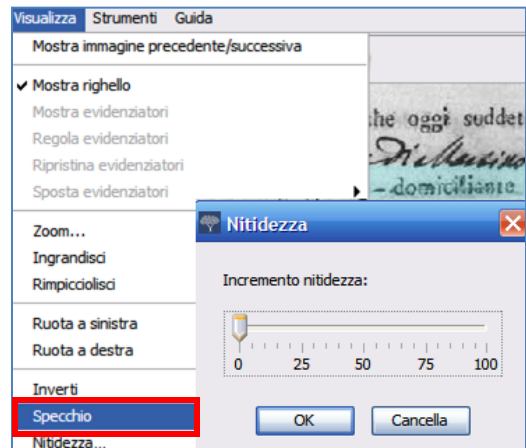 Visualizza Strumenti Guida
Mostra immagine precedente/successiva
Mostra righello
Mostra evidenziatori
Regola evidenziatori
Ripristina evidenziatori
Sposta evidenziatori
Zoom...
Ingrandisci
Rimpicciolisci
Ruota a sinistra
Ruota a destra
Inverti
Specchio
Nitidezza...
he oggi suddet
- domiciliante
Nitidezza
Incremento nitidezza:
0 25 50 75 100
OK Cancella